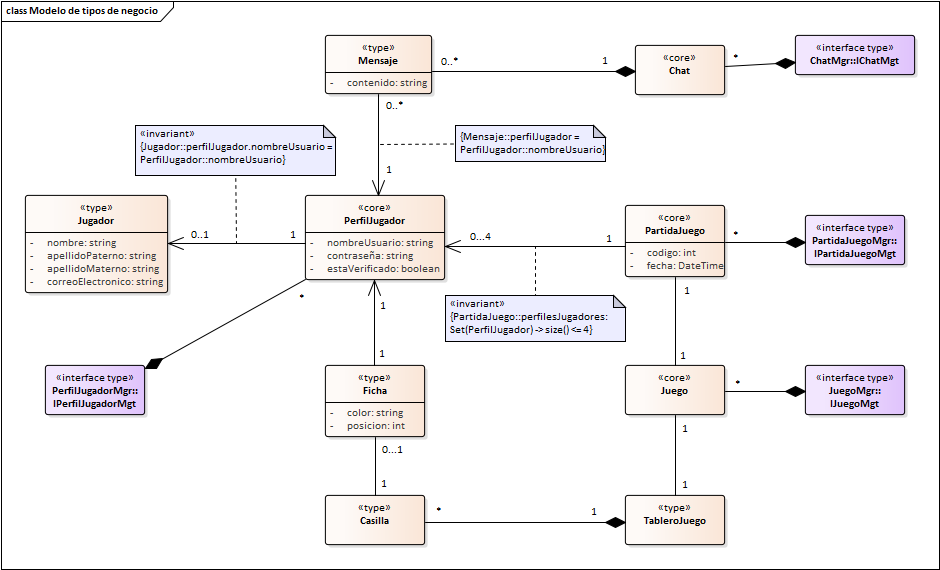 class Modelo de tipos de negocio
«type»
Mensaje
- contenido: string
0..*
1
«core»
Chat
*
«interface type»
ChatMgr::IChatMgt
0..*
1
«invariant»
{Jugador::perfilJugador.nombreUsuario =
PerfilJugador::nombreUsuario}
{Mensaje::perfilJugador =
PerfilJugador::nombreUsuario}
«type»
Jugador
- nombre: string
- apellidoPaterno: string
- apellidoMaterno: string
- correoElectronico: string
0..1
1
«core»
PerfilJugador
- nombreUsuario: string
- contraseña: string
- estaVerificado: boolean
0...4
1
«core»
PartidaJuego
- codigo: int
- fecha: DateTime
*
«interface type»
PartidaJuegoMgr::
IPartidaJuegoMgt
«invariant»
{PartidaJuego::perfilesJugadores:
Set(PerfilJugador) -> size() <= 4}
*
1
1
1
1
«interface type»
PerfilJugadorMgr::
IPerfilJugadorMgt
«type»
Ficha
- color: string
- posicion: int
«core»
Juego
*
«interface type»
JuegoMgr::
IJuegoMgt
0...1
1
1
1
«type»
Casilla
*
1
«type»
TableroJuego